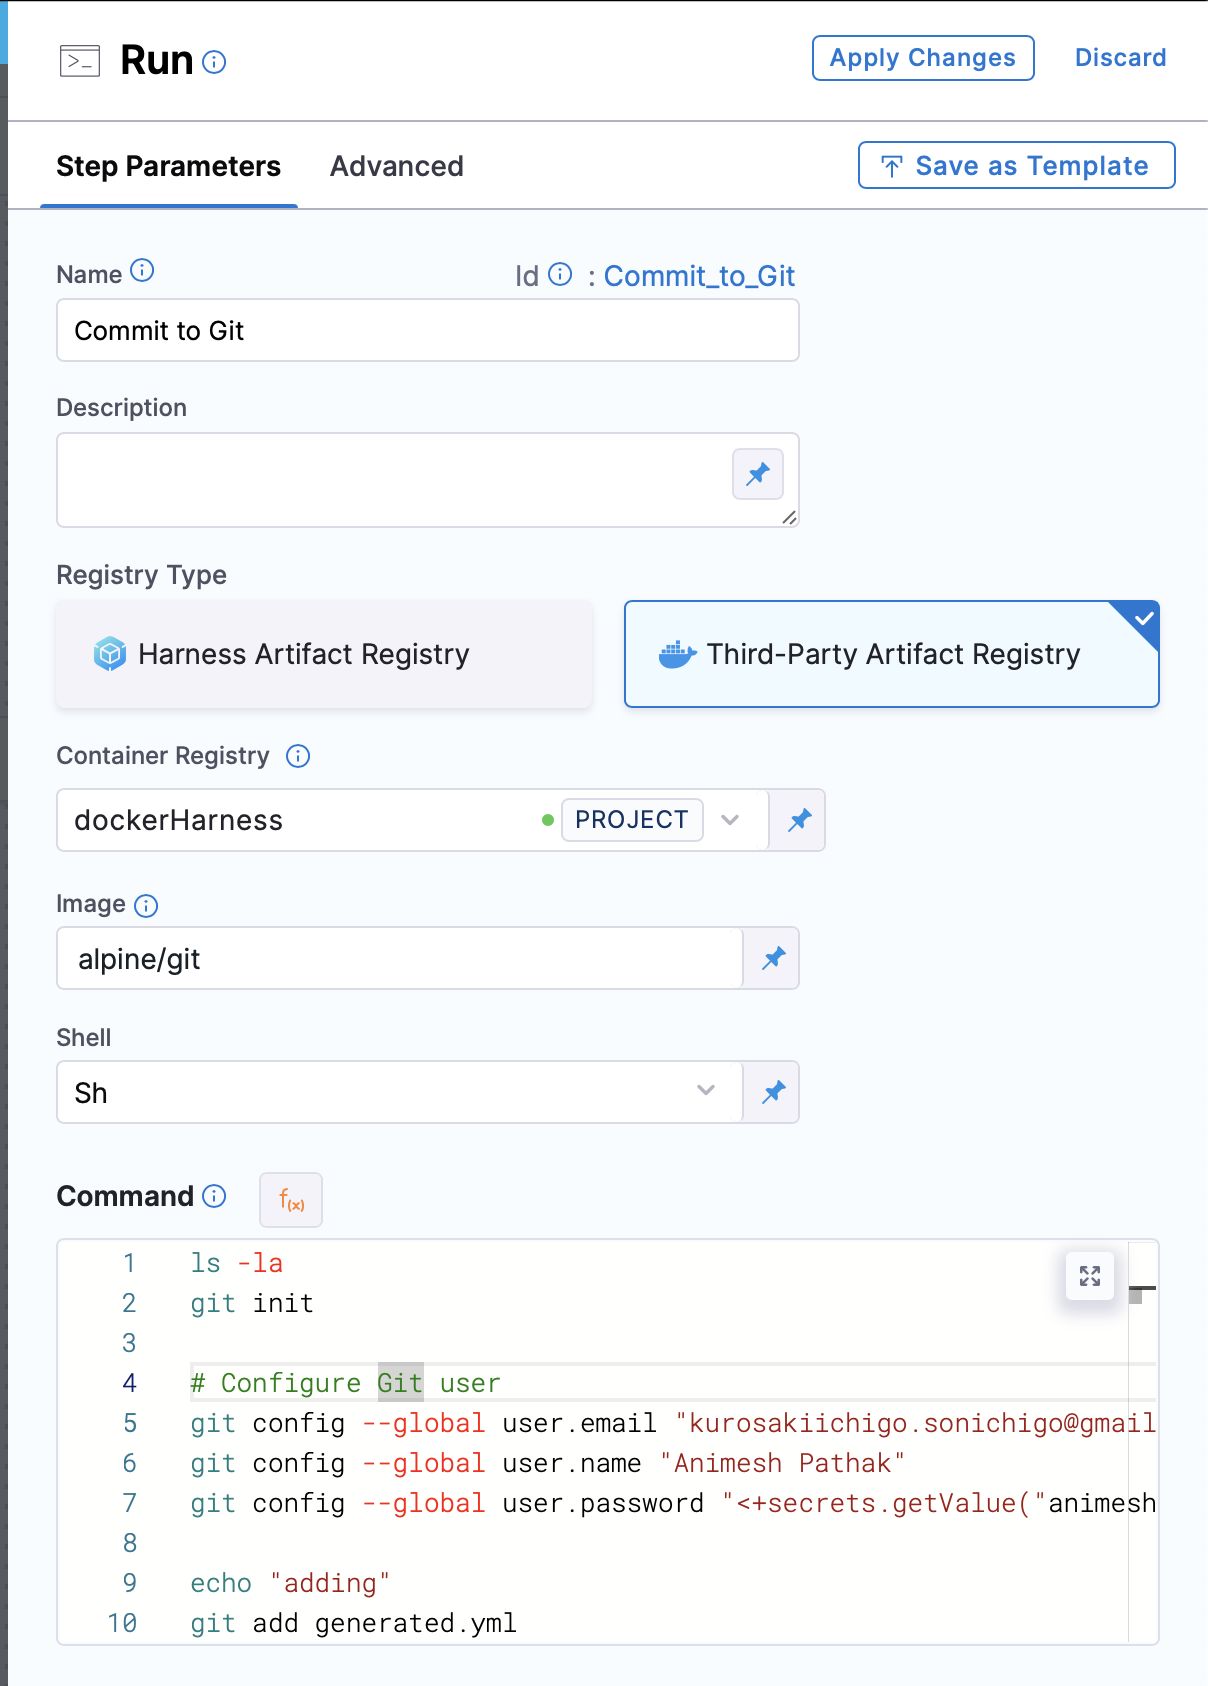 Run
Apply Changes
Discard
Step Parameters
Advanced
Save as Template
Name
Id : Commit_to_Git
Commit to Git
Description
Registry Type
Harness Artifact Registry
Third-Party Artifact Registry
Container Registry
dockerHarness
PROJECT
Image
alpine/git
Shell
Sh
Command
f(x)
1 ls -la
2 git init
3
4 # Configure Git user
5 git config --global user.email "kurosakiichigo.sonichigo@gmail
6 git config --global user.name "Animesh Pathak"
7 git config --global user.password "<+secrets.getValue("animesh
8
9 echo "adding"
10 git add generated.yml